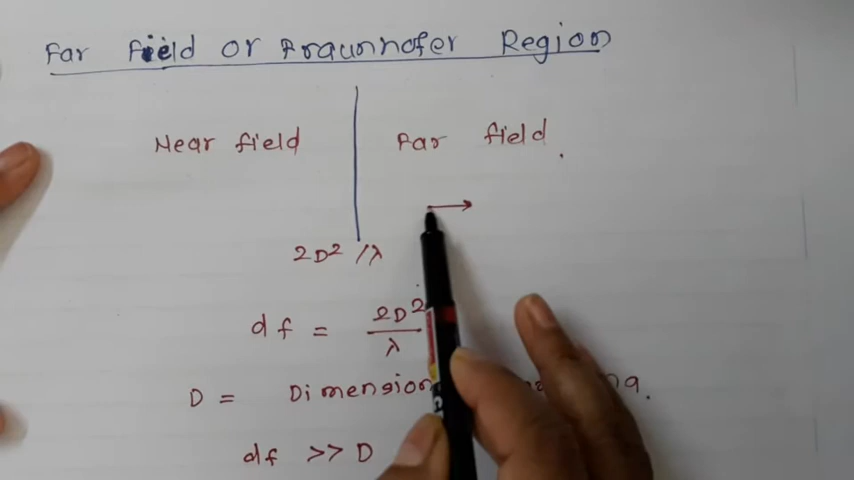 Far Field or Fraunhofer Region
Near field Far field.
2D² /λ
df = 2D²/λ
D = Dimension
df >> D